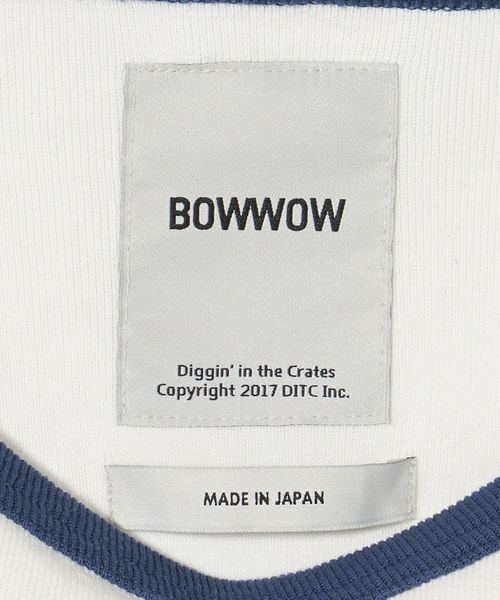 BOWWOW
Diggin' in the Crates
Copyright 2017 DITC Inc.
MADE IN JAPAN